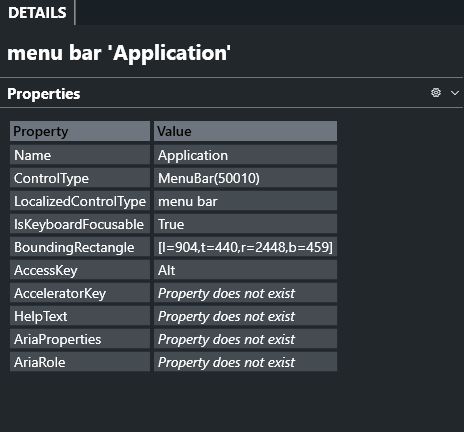 DETAILS
menu bar 'Application'
Properties
Property Value
Name Application
ControlType MenuBar(50010)
LocalizedControlType menu bar
IsKeyboardFocusable True
BoundingRectangle [l=904,t=440,r=2448,b=459]
AccessKey Alt
AcceleratorKey Property does not exist
HelpText Property does not exist
AriaProperties Property does not exist
AriaRole Property does not exist